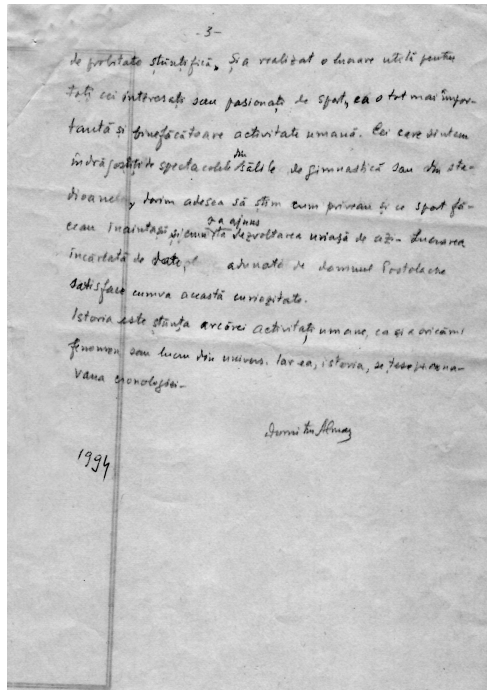 -3-
de probitate științifică. Și a realizat o lucrare utilă pentru
toți cei interesați sau pasionați de sport, ca o tot mai impor-
tantă și binefăcătoare activitate umană. Cei care sîntem
din
îndrăgostiți de spectacolele sălile de gimnastică sau din sta-
dioanele, dorim adesea să știm cum priveau și ce sport fă-
s-a ajuns
ceau înaintașii și cum la dezvoltarea uriașă de azi. Lucrarea
încărcată de date, adunate de domnul Postolache
satisface cumva această curiozitate.
Istoria este știința oricărei activități umane, ca și a oricărui
fenomen sau lucru din univers. Iar ea, istoria, se țese pe cana-
vaua cronologiei.
Dumitru Almaș
1994